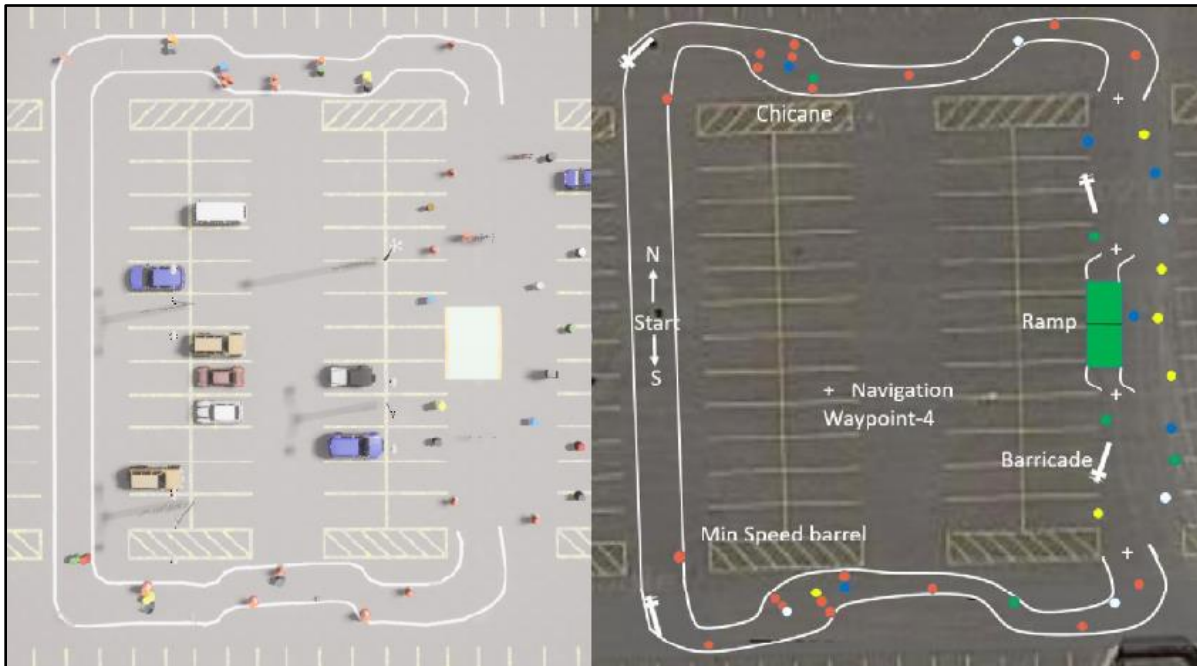 Chicane
N
Start
S
Ramp
+ Navigation
Waypoint-4
Barricade
Min Speed barrel